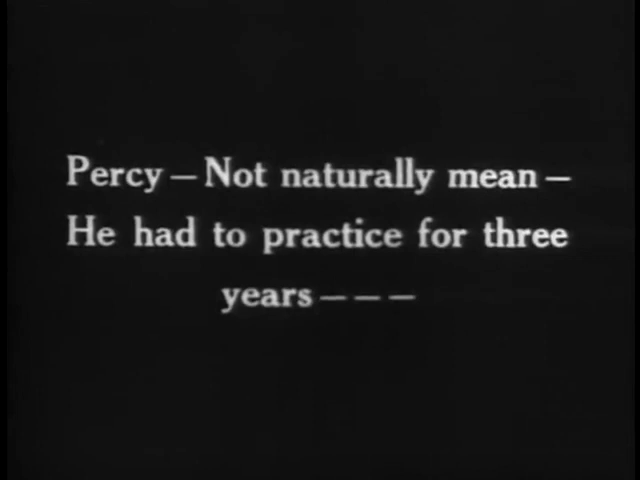 Percy — Not naturally mean —
He had to practice for three
years — — —